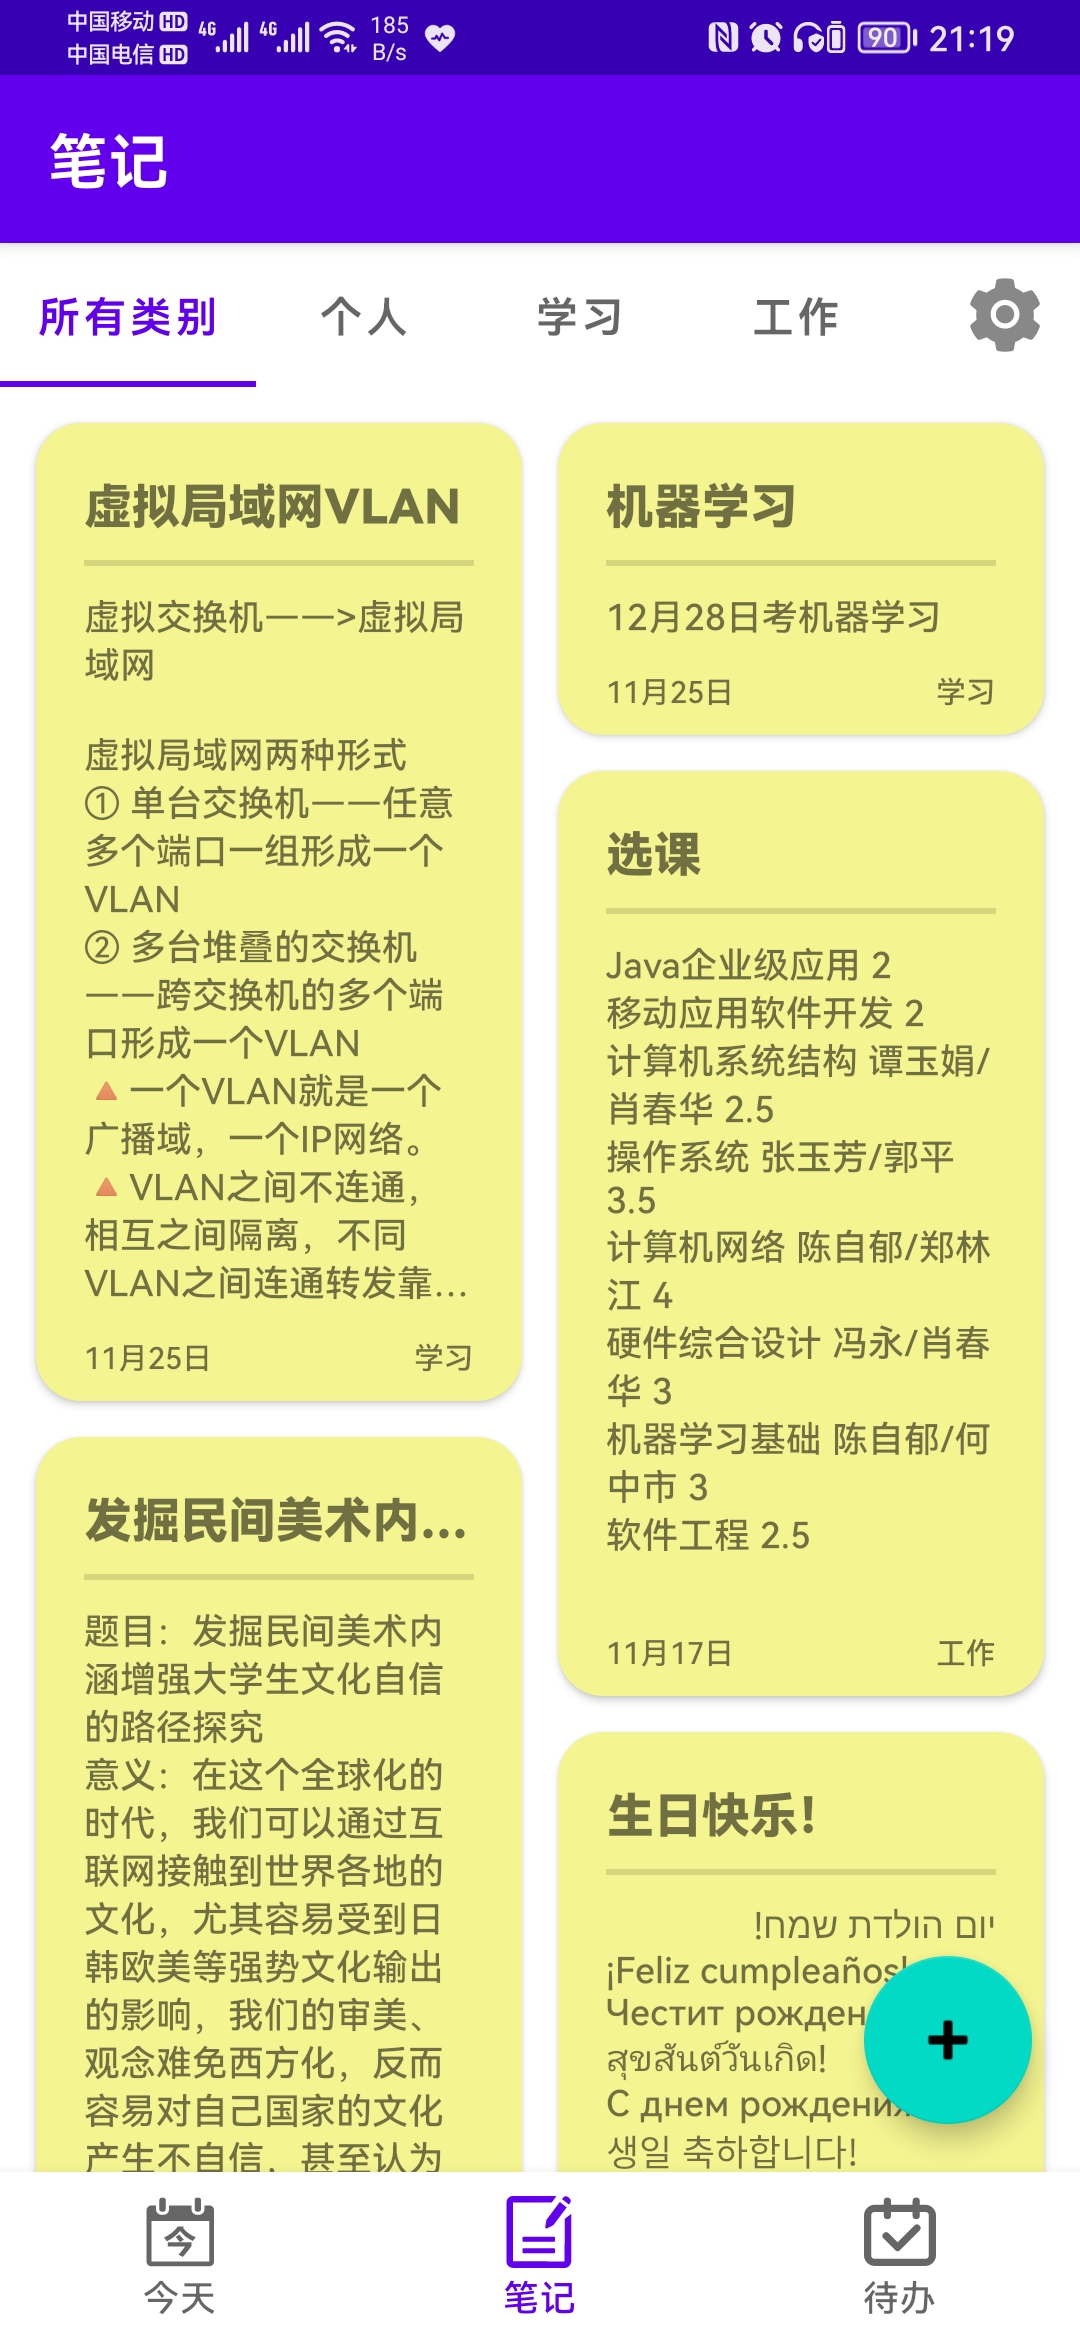 中国移动 HD 4G 4G 185 B/s 90 21:19
中国电信 HD
笔记
所有类别 个人 学习 工作
虚拟局域网VLAN
虚拟交换机——>虚拟局
域网
虚拟局域网两种形式
① 单台交换机——任意
多个端口一组形成一个
VLAN
② 多台堆叠的交换机
——跨交换机的多个端
口形成一个VLAN
🔺一个VLAN就是一个
广播域，一个IP网络。
🔺VLAN之间不连通，
相互之间隔离，不同
VLAN之间连通转发靠...
11月25日 学习
发掘民间美术内...
题目：发掘民间美术内
涵增强大学生文化自信
的路径探究
意义：在这个全球化的
时代，我们可以通过互
联网接触到世界各地的
文化，尤其容易受到日
韩欧美等强势文化输出
的影响，我们的审美、
观念难免西方化，反而
容易对自己国家的文化
产生不自信，甚至认为
机器学习
12月28日考机器学习
11月25日 学习
选课
Java企业级应用 2
移动应用软件开发 2
计算机系统结构 谭玉娟/
肖春华 2.5
操作系统 张玉芳/郭平
3.5
计算机网络 陈自郁/郑林
江 4
硬件综合设计 冯永/肖春
华 3
机器学习基础 陈自郁/何
中市 3
软件工程 2.5
11月17日 工作
生日快乐!
יום הולדת שמח!
¡Feliz cumpleaños!
Честит рожден
สุขสันต์วันเกิด!
С днем рождения
생일 축하합니다!
今
今天 笔记 待办